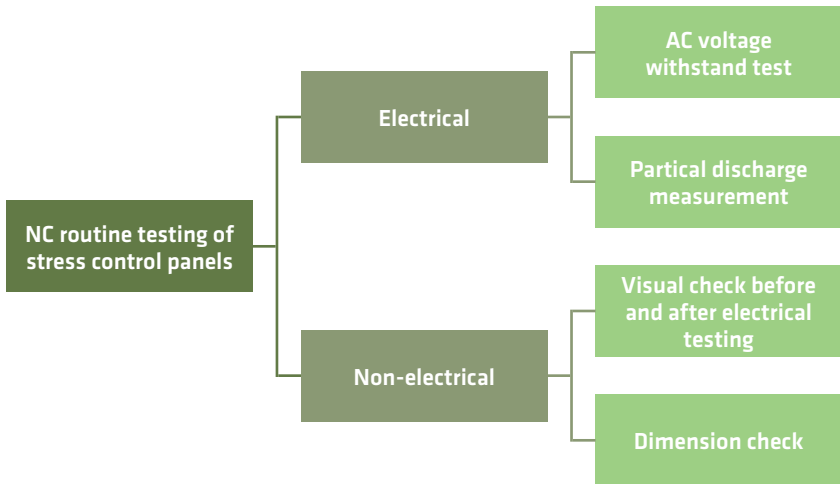 NC routine testing of
stress control panels
Electrical
AC voltage
withstand test
Partical discharge
measurement
Non-electrical
Visual check before
and after electrical
testing
Dimension check